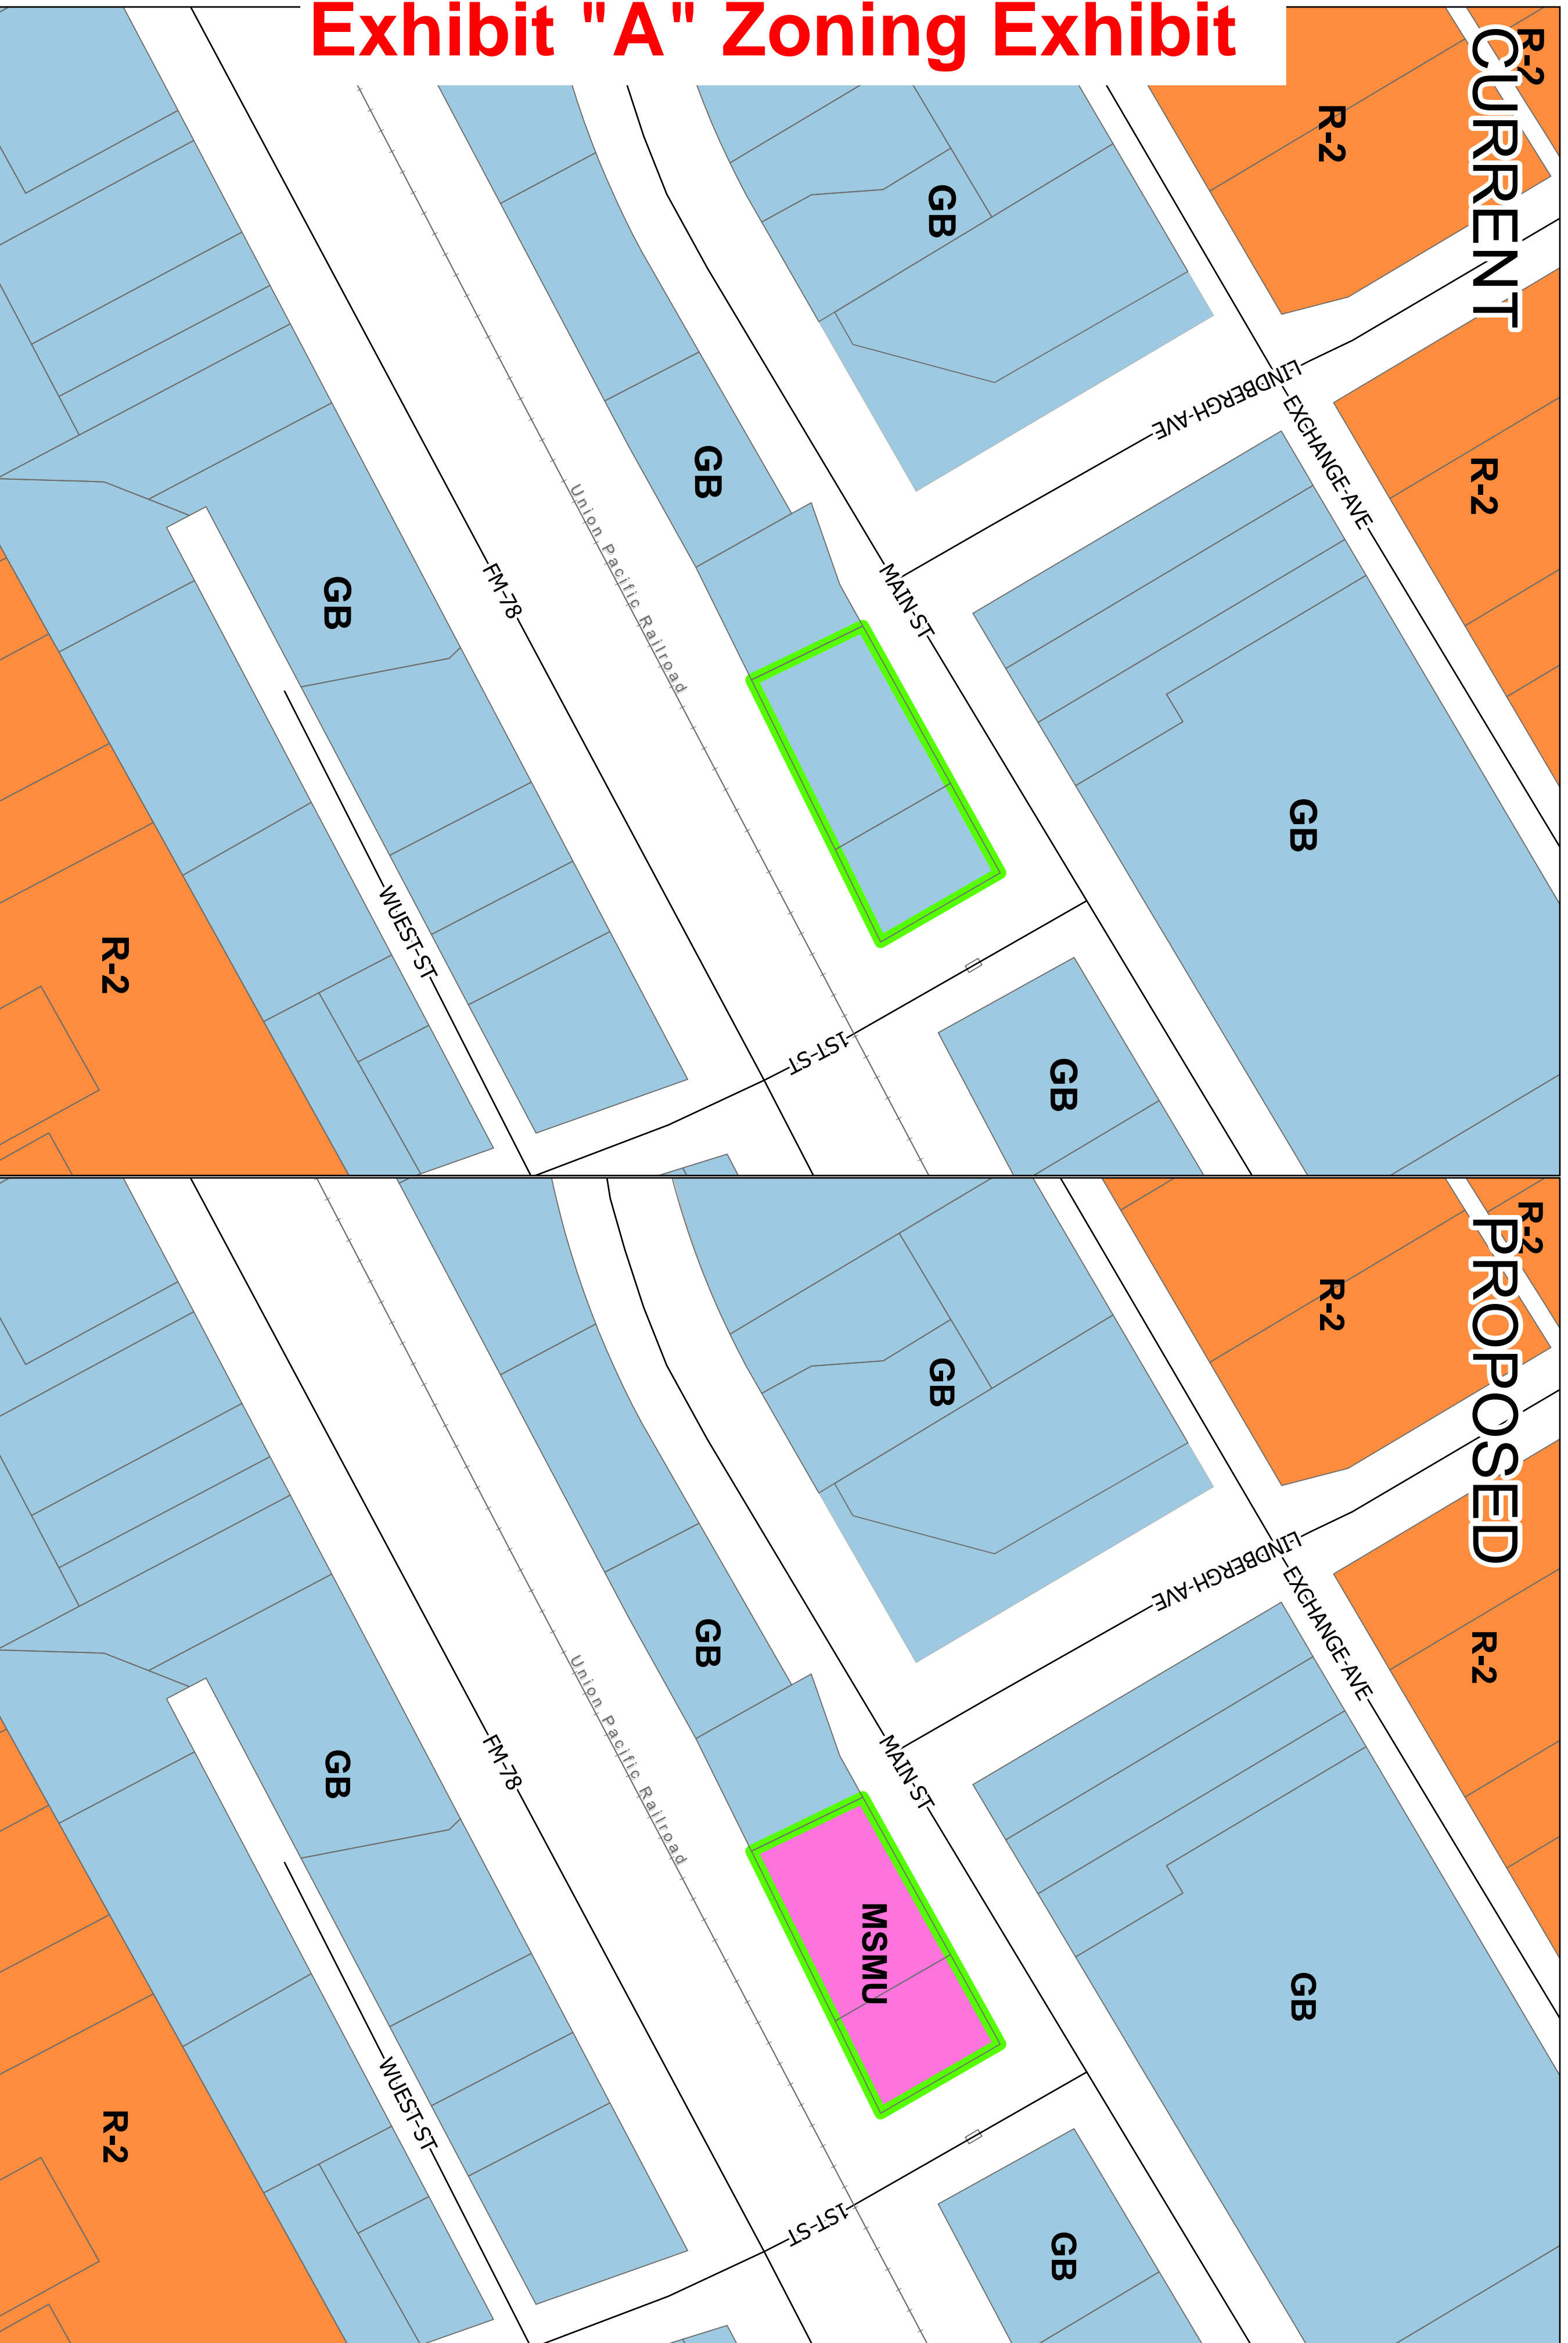 Exhibit "A" Zoning Exhibit
CURRENT
R-2
R-2
GB
LINDBERGH-AVE
EXCHANGE-AVE
R-2
GB
Union Pacific Railroad
FM-78
MAIN-ST
GB
GB
WUEST-ST
R-2
1ST-ST
GB
PROPOSED
R-2
R-2
GB
LINDBERGH-AVE
EXCHANGE-AVE
R-2
GB
Union Pacific Railroad
FM-78
MAIN-ST
GB
MSMU
GB
WUEST-ST
R-2
1ST-ST
GB